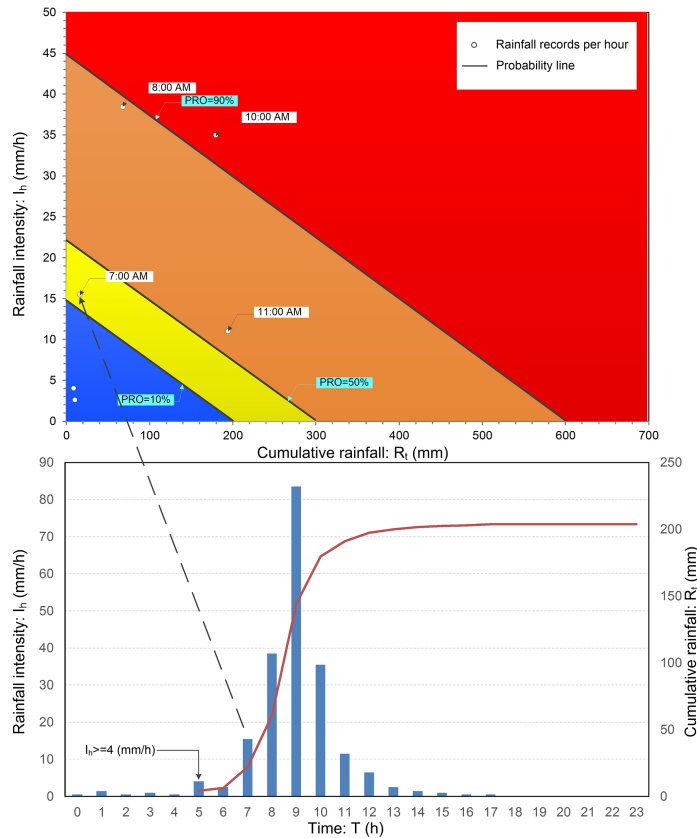 50
45
40
35
30
25
20
15
10
5
0
Rainfall intensity: Iₕ (mm/h)
Rainfall records per hour
Probability line
8:00 AM
PRO=90%
10:00 AM
7:00 AM
11:00 AM
PRO=50%
PRO=10%
0 100 200 300 400 500 600 700
Cumulative rainfall: Rₜ (mm)
90
80
70
60
50
40
30
20
10
0
Rainfall intensity: Iₕ (mm/h)
Iₕ>=4 (mm/h)
250
200
150
100
50
0
Cumulative rainfall: Rₜ (mm)
0 1 2 3 4 5 6 7 8 9 10 11 12 13 14 15 16 17 18 19 20 21 22 23
Time: T (h)